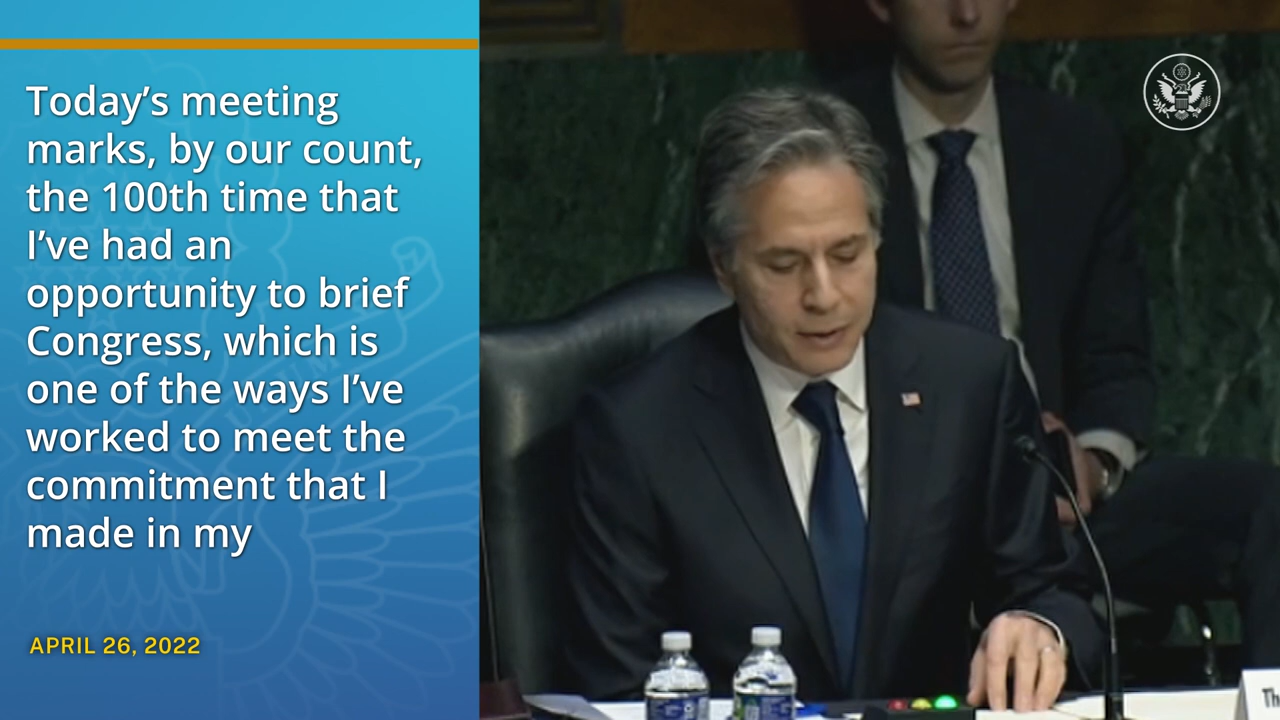 Today’s meeting
marks, by our count,
the 100th time that
I’ve had an
opportunity to brief
Congress, which is
one of the ways I’ve
worked to meet the
commitment that I
made in my
APRIL 26, 2022
Th